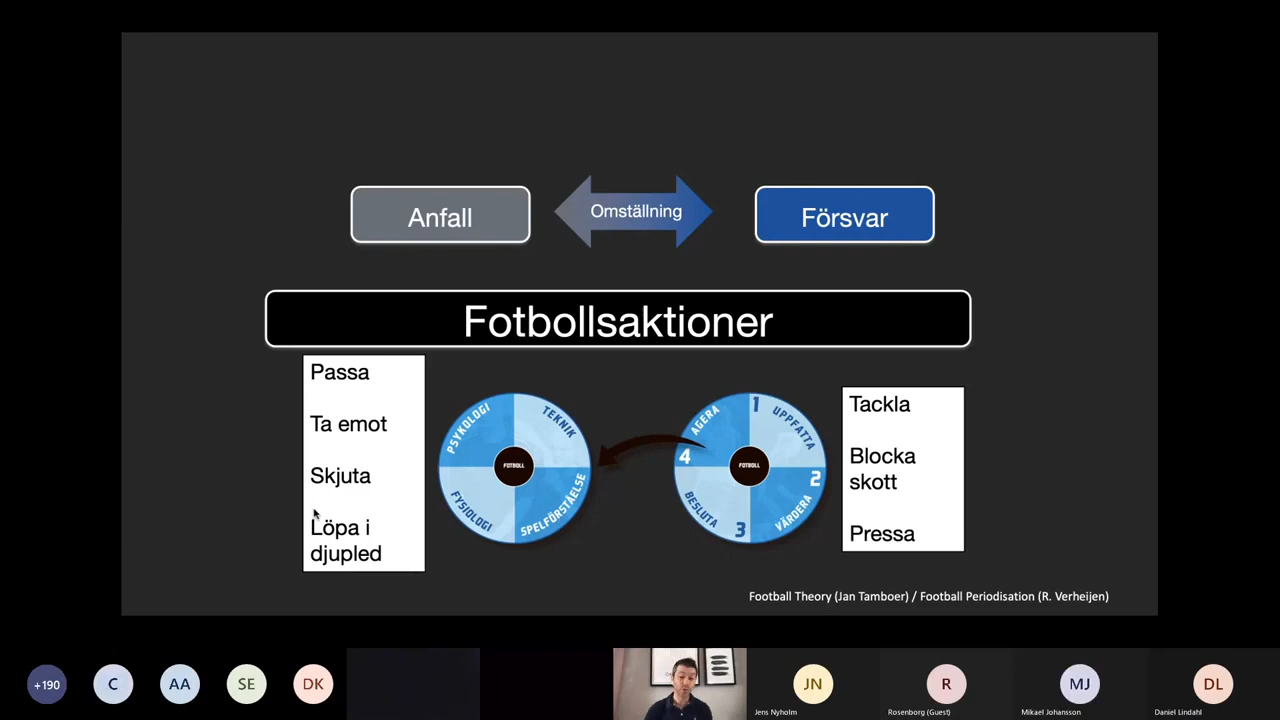 Anfall
Omställning
Försvar
Fotbollsaktioner
Passa
Ta emot
Skjuta
Löpa i
djupled
PSYKOLOGI
TEKNIK
FYSIOLOGI
SPELFÖRSTÅELSE
FOTBOLL
AGERA
4
1
UPPFATTA
2
VÄRDERA
BESLUTA
3
FOTBOLL
Tackla
Blocka
skott
Pressa
Football Theory (Jan Tamboer) / Football Periodisation (R. Verheijen)
+190
C
AA
SE
DK
JN
R
MJ
DL
Jens Nyholm
Rosenborg (Guest)
Mikael Johansson
Daniel Lindahl